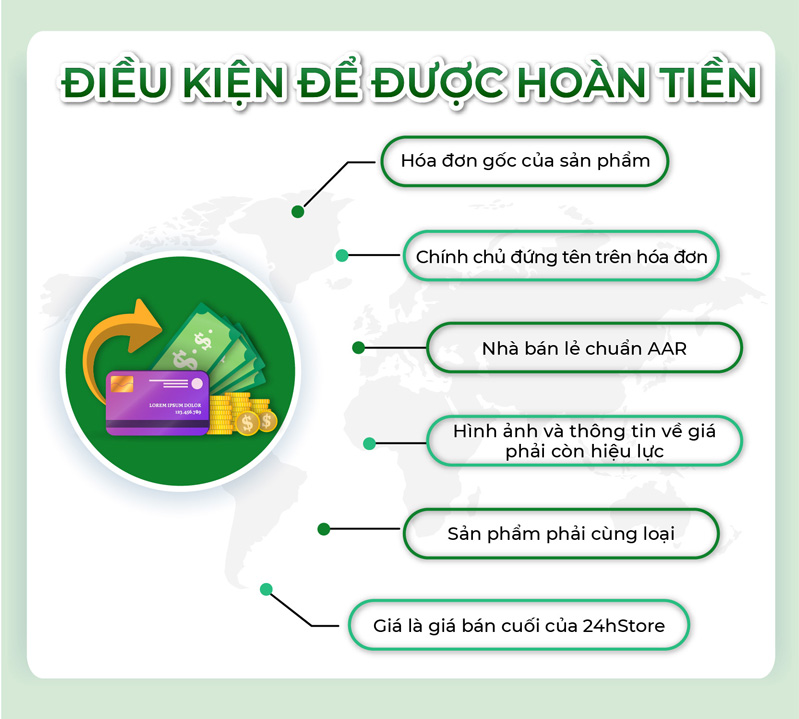 ĐIỀU KIỆN ĐỂ ĐƯỢC HOÀN TIỀN
Hóa đơn gốc của sản phẩm
Chính chủ đứng tên trên hóa đơn
Nhà bán lẻ chuẩn AAR
Hình ảnh và thông tin về giá
phải còn hiệu lực
Sản phẩm phải cùng loại
Giá là giá bán cuối của 24hStore
LOREM IPSUM DOLOR
123.456.789